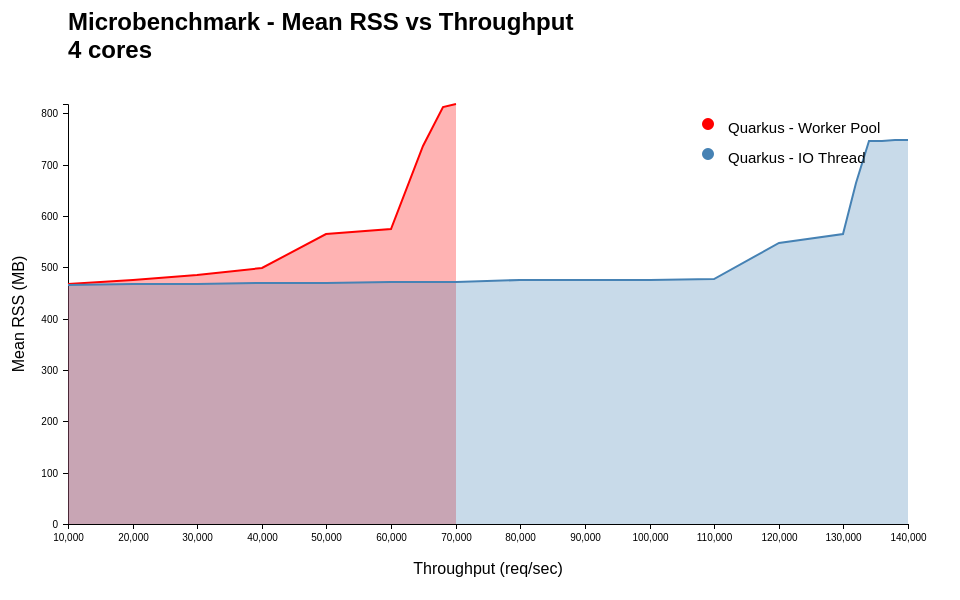 Microbenchmark - Mean RSS vs Throughput
4 cores
800
700
600
500
400
300
200
100
0
Mean RSS (MB)
Quarkus - Worker Pool
Quarkus - IO Thread
10,000 20,000 30,000 40,000 50,000 60,000 70,000 80,000 90,000 100,000 110,000 120,000 130,000 140,000
Throughput (req/sec)